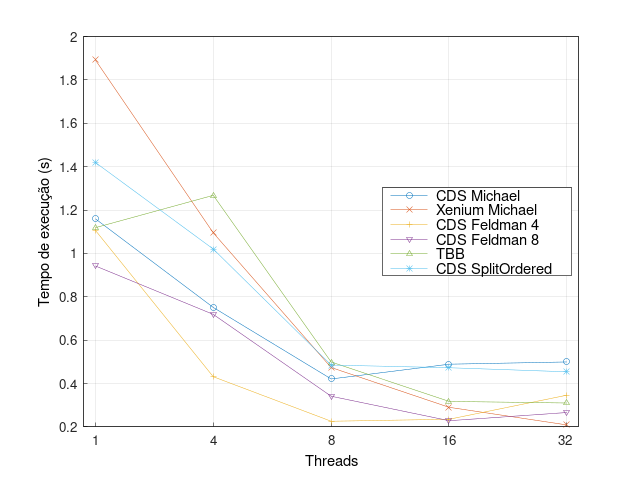 2
1.8
1.6
1.4
1.2
1
0.8
0.6
0.4
0.2
Tempo de execução (s)
CDS Michael
Xenium Michael
CDS Feldman 4
CDS Feldman 8
TBB
CDS SplitOrdered
1 4 8 16 32
Threads